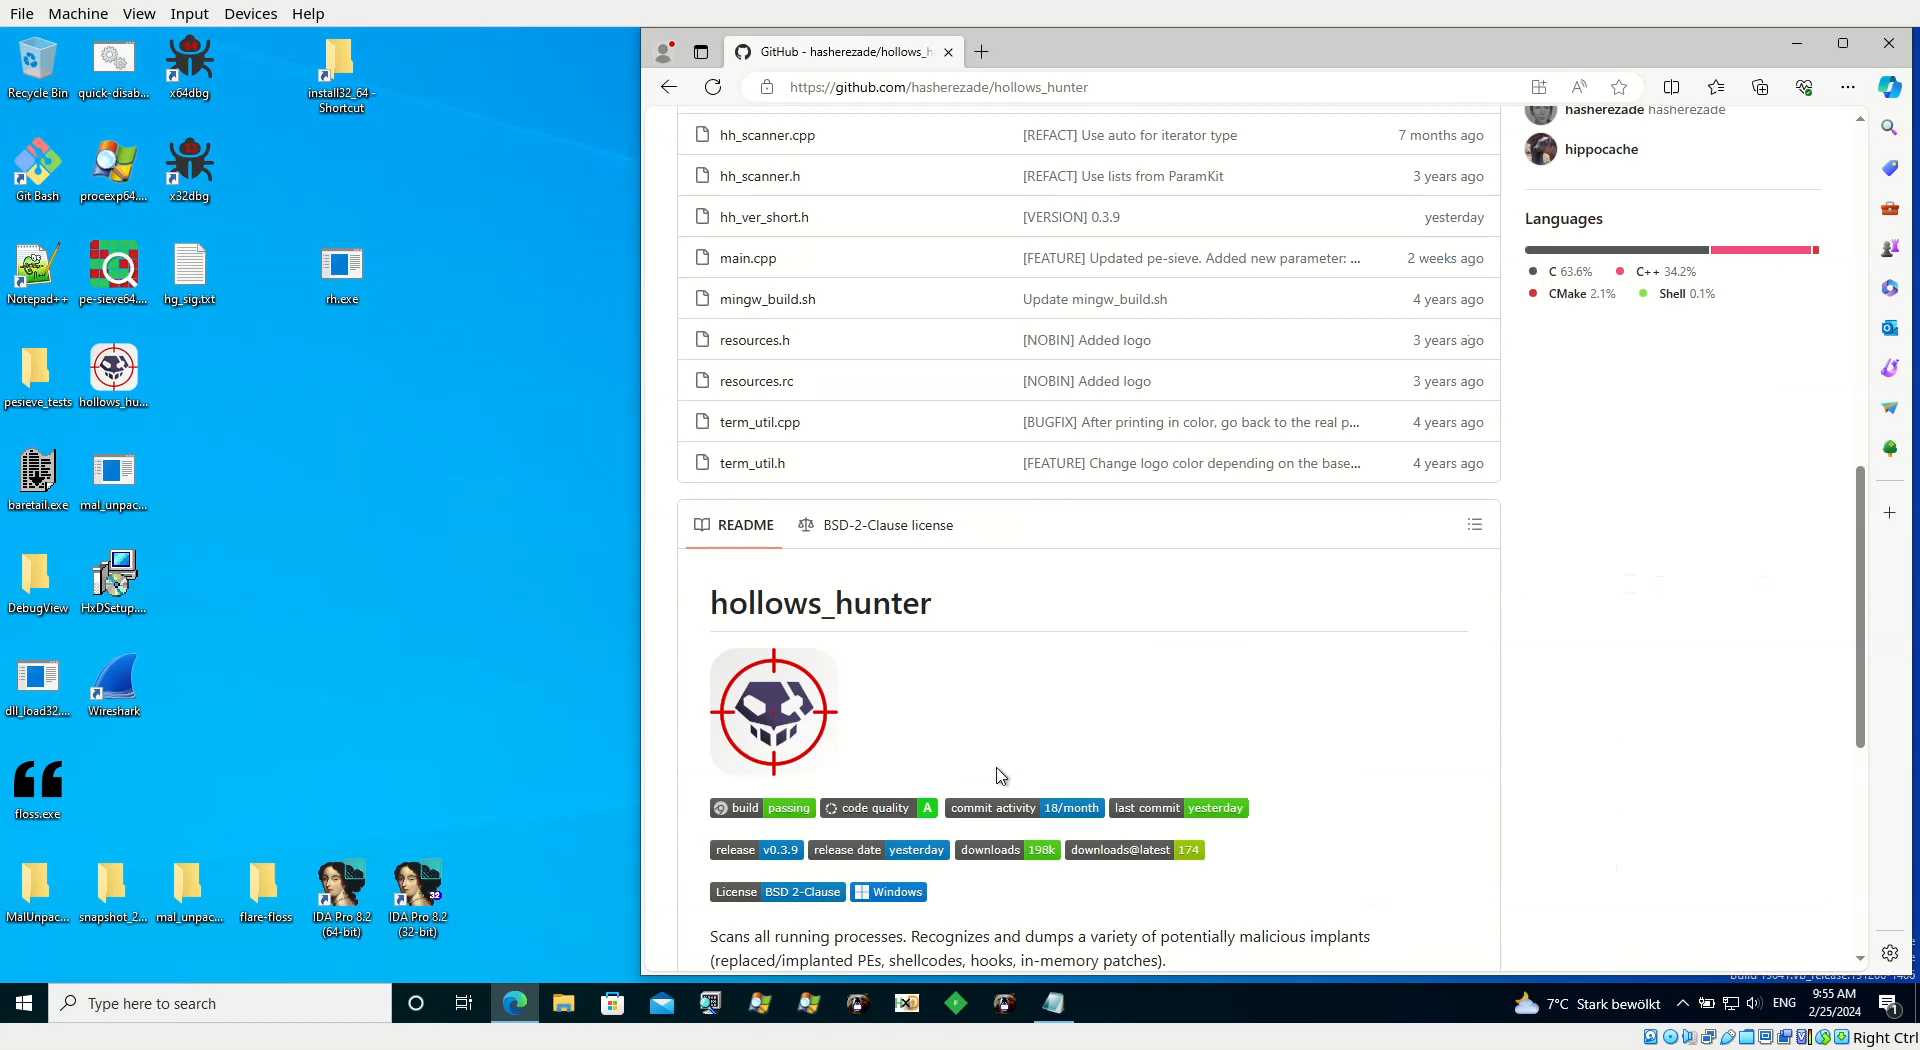 File Machine View Input Devices Help
GitHub - hasherezade/hollows_h
https://github.com/hasherezade/hollows_hunter
Recycle Bin
quick-disab...
x64dbg
install32_64 -
Shortcut
Git Bash
procexp64....
x32dbg
Notepad++
pe-sieve64....
hg_sig.txt
rh.exe
pesieve_tests
hollows_hu...
baretail.exe
mal_unpac...
DebugView
HxDSetup....
dll_load32....
Wireshark
floss.exe
MalUnpac...
snapshot_2...
mal_unpac...
flare-floss
IDA Pro 8.2
(64-bit)
IDA Pro 8.2
(32-bit)
hh_scanner.cpp [REFACT] Use auto for iterator type 7 months ago
hh_scanner.h [REFACT] Use lists from ParamKit 3 years ago
hh_ver_short.h [VERSION] 0.3.9 yesterday
main.cpp [FEATURE] Updated pe-sieve. Added new parameter: ... 2 weeks ago
mingw_build.sh Update mingw_build.sh 4 years ago
resources.h [NOBIN] Added logo 3 years ago
resources.rc [NOBIN] Added logo 3 years ago
term_util.cpp [BUGFIX] After printing in color, go back to the real p... 4 years ago
term_util.h [FEATURE] Change logo color depending on the base... 4 years ago
hasherezade hasherezade
hippocache
Languages
C 63.6% C++ 34.2%
CMake 2.1% Shell 0.1%
README BSD-2-Clause license
hollows_hunter
build passing code quality A commit activity 18/month last commit yesterday
release v0.3.9 release date yesterday downloads 198k downloads@latest 174
License BSD 2-Clause Windows
Scans all running processes. Recognizes and dumps a variety of potentially malicious implants
(replaced/implanted PEs, shellcodes, hooks, in-memory patches).
Type here to search
7°C Stark bewölkt
ENG
9:55 AM
2/25/2024
1
Right Ctrl